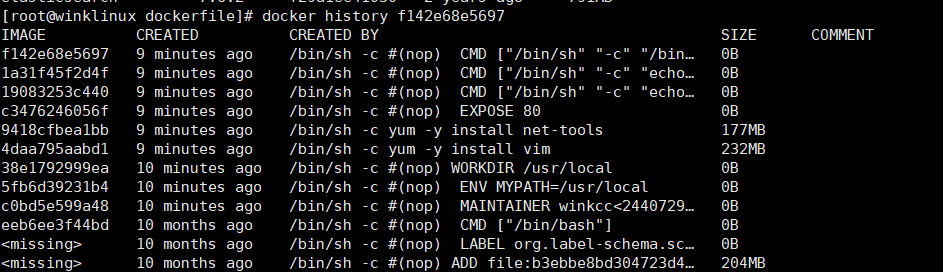 [root@winklinux dockerfile]# docker history f142e68e5697
IMAGE CREATED CREATED BY SIZE COMMENT
f142e68e5697 9 minutes ago /bin/sh -c #(nop) CMD ["/bin/sh" "-c" "/bin… 0B
1a31f45f2d4f 9 minutes ago /bin/sh -c #(nop) CMD ["/bin/sh" "-c" "echo… 0B
19083253c440 9 minutes ago /bin/sh -c #(nop) CMD ["/bin/sh" "-c" "echo… 0B
c3476246056f 9 minutes ago /bin/sh -c #(nop) EXPOSE 80 0B
9418cfbea1bb 9 minutes ago /bin/sh -c yum -y install net-tools 177MB
4daa795aabd1 9 minutes ago /bin/sh -c yum -y install vim 232MB
38e1792999ea 10 minutes ago /bin/sh -c #(nop) WORKDIR /usr/local 0B
5fb6d39231b4 10 minutes ago /bin/sh -c #(nop) ENV MYPATH=/usr/local 0B
c0bd5e599a48 10 minutes ago /bin/sh -c #(nop) MAINTAINER winkcc<2440729… 0B
eeb6ee3f44bd 10 months ago /bin/sh -c #(nop) CMD ["/bin/bash"] 0B
<missing> 10 months ago /bin/sh -c #(nop) LABEL org.label-schema.sc… 0B
<missing> 10 months ago /bin/sh -c #(nop) ADD file:b3ebbe8bd304723d4… 204MB